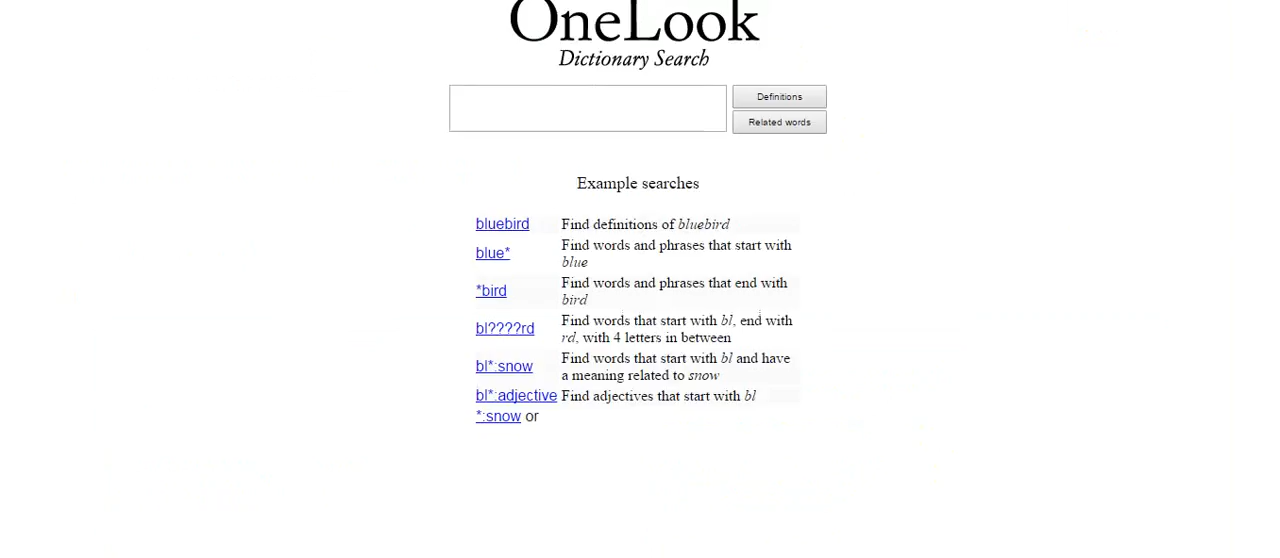 OneLook
Dictionary Search
Definitions
Related words
Example searches
bluebird Find definitions of bluebird
blue* Find words and phrases that start with
blue
*bird Find words and phrases that end with
bird
bl????rd Find words that start with bl, end with
rd, with 4 letters in between
bl*:snow Find words that start with bl and have
a meaning related to snow
bl*:adjective Find adjectives that start with bl
*:snow or